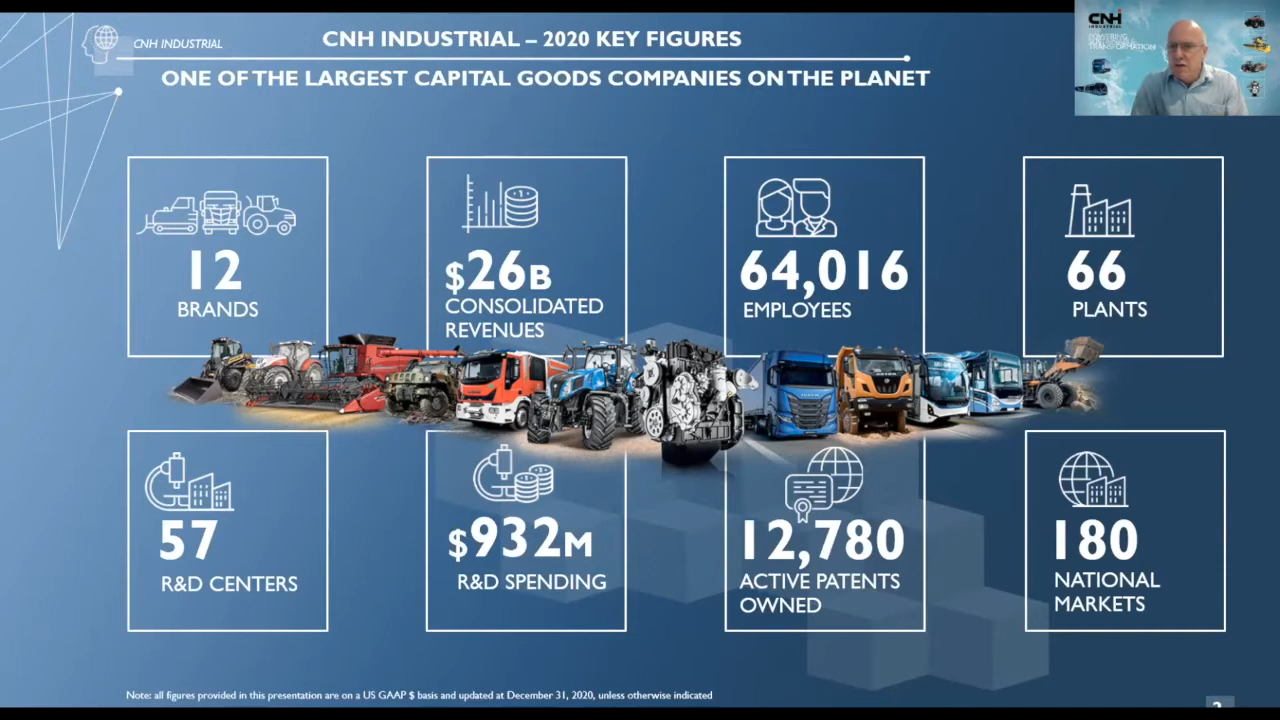 CNH INDUSTRIAL
CNH INDUSTRIAL – 2020 KEY FIGURES
ONE OF THE LARGEST CAPITAL GOODS COMPANIES ON THE PLANET
CNH
INDUSTRIAL
POWERING
TRANSFORMATION
12
BRANDS
$26B
CONSOLIDATED
REVENUES
64,016
EMPLOYEES
66
PLANTS
57
R&D CENTERS
$932M
R&D SPENDING
12,780
ACTIVE PATENTS
OWNED
180
NATIONAL
MARKETS
Note: all figures provided in this presentation are on a US GAAP $ basis and updated at December 31, 2020, unless otherwise indicated